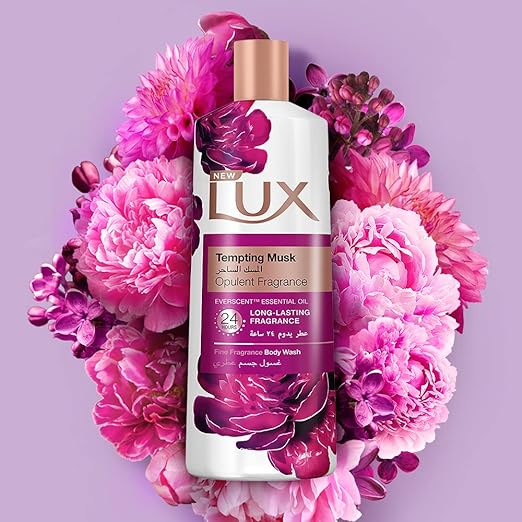 NEW
LUX
Tempting Musk
المسك الساحر
Opulent Fragrance
EVERSCENT™ ESSENTIAL OIL
24 HOURS
LONG-LASTING
FRAGRANCE
عطر يدوم ٢٤ ساعة
Fine Fragrance Body Wash
غسول جسم عطري